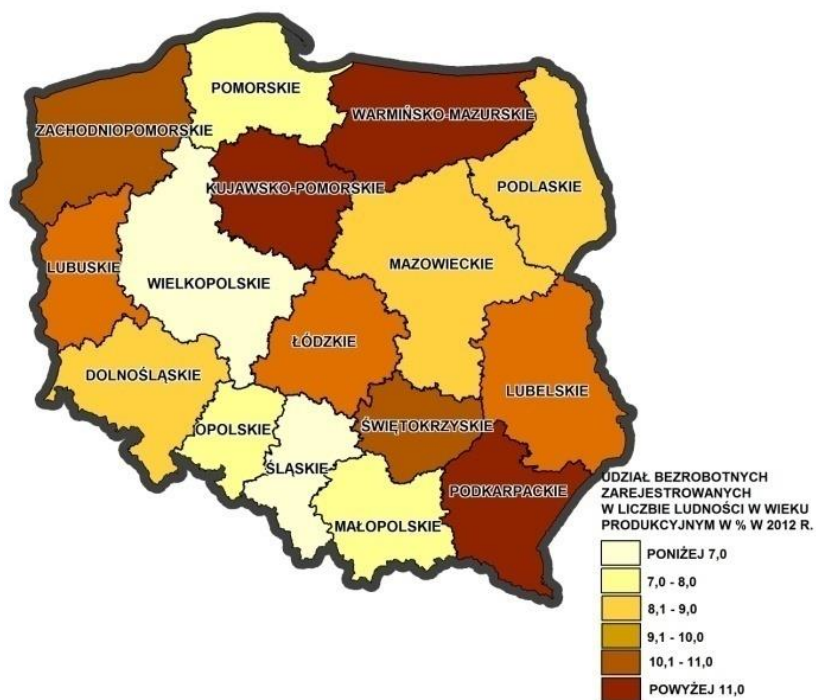 POMORSKIE
WARMIŃSKO-MAZURSKIE
ZACHODNIOPOMORSKIE
KUJAWSKO-POMORSKIE
PODLASKIE
LUBUSKIE
MAZOWIECKIE
WIELKOPOLSKIE
ŁÓDZKIE
DOLNOŚLĄSKIE
LUBELSKIE
OPOLSKIE
ŚWIĘTOKRZYSKIE
ŚLĄSKIE
PODKARPACKIE
MAŁOPOLSKIE
UDZIAŁ BEZROBOTNYCH
ZAREJESTROWANYCH
W LICZBIE LUDNOŚCI W WIEKU
PRODUKCYJNYM W % W 2012 R.
PONIŻEJ 7,0
7,0 - 8,0
8,1 - 9,0
9,1 - 10,0
10,1 - 11,0
POWYŻEJ 11,0